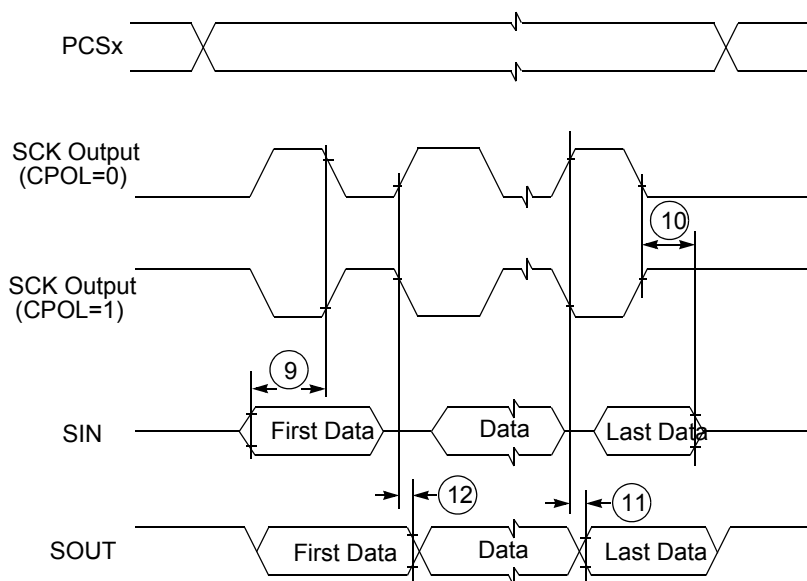 PCSx
SCK Output
(CPOL=0)
10
SCK Output
(CPOL=1)
9
SIN
First Data
Data
Last Data
12
11
SOUT
First Data
Data
Last Data